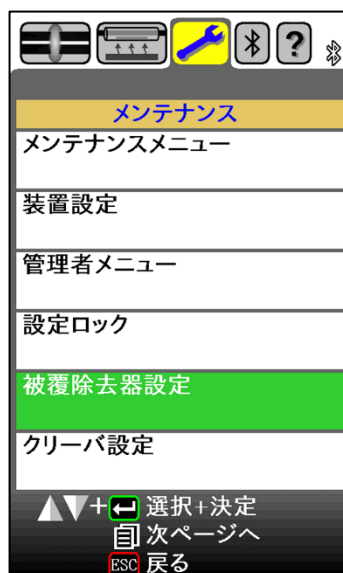 ?
メンテナンス
メンテナンスメニュー
装置設定
管理者メニュー
設定ロック
被覆除去器設定
クリーバ設定
+ 選択+決定
次ページへ
ESC 戻る